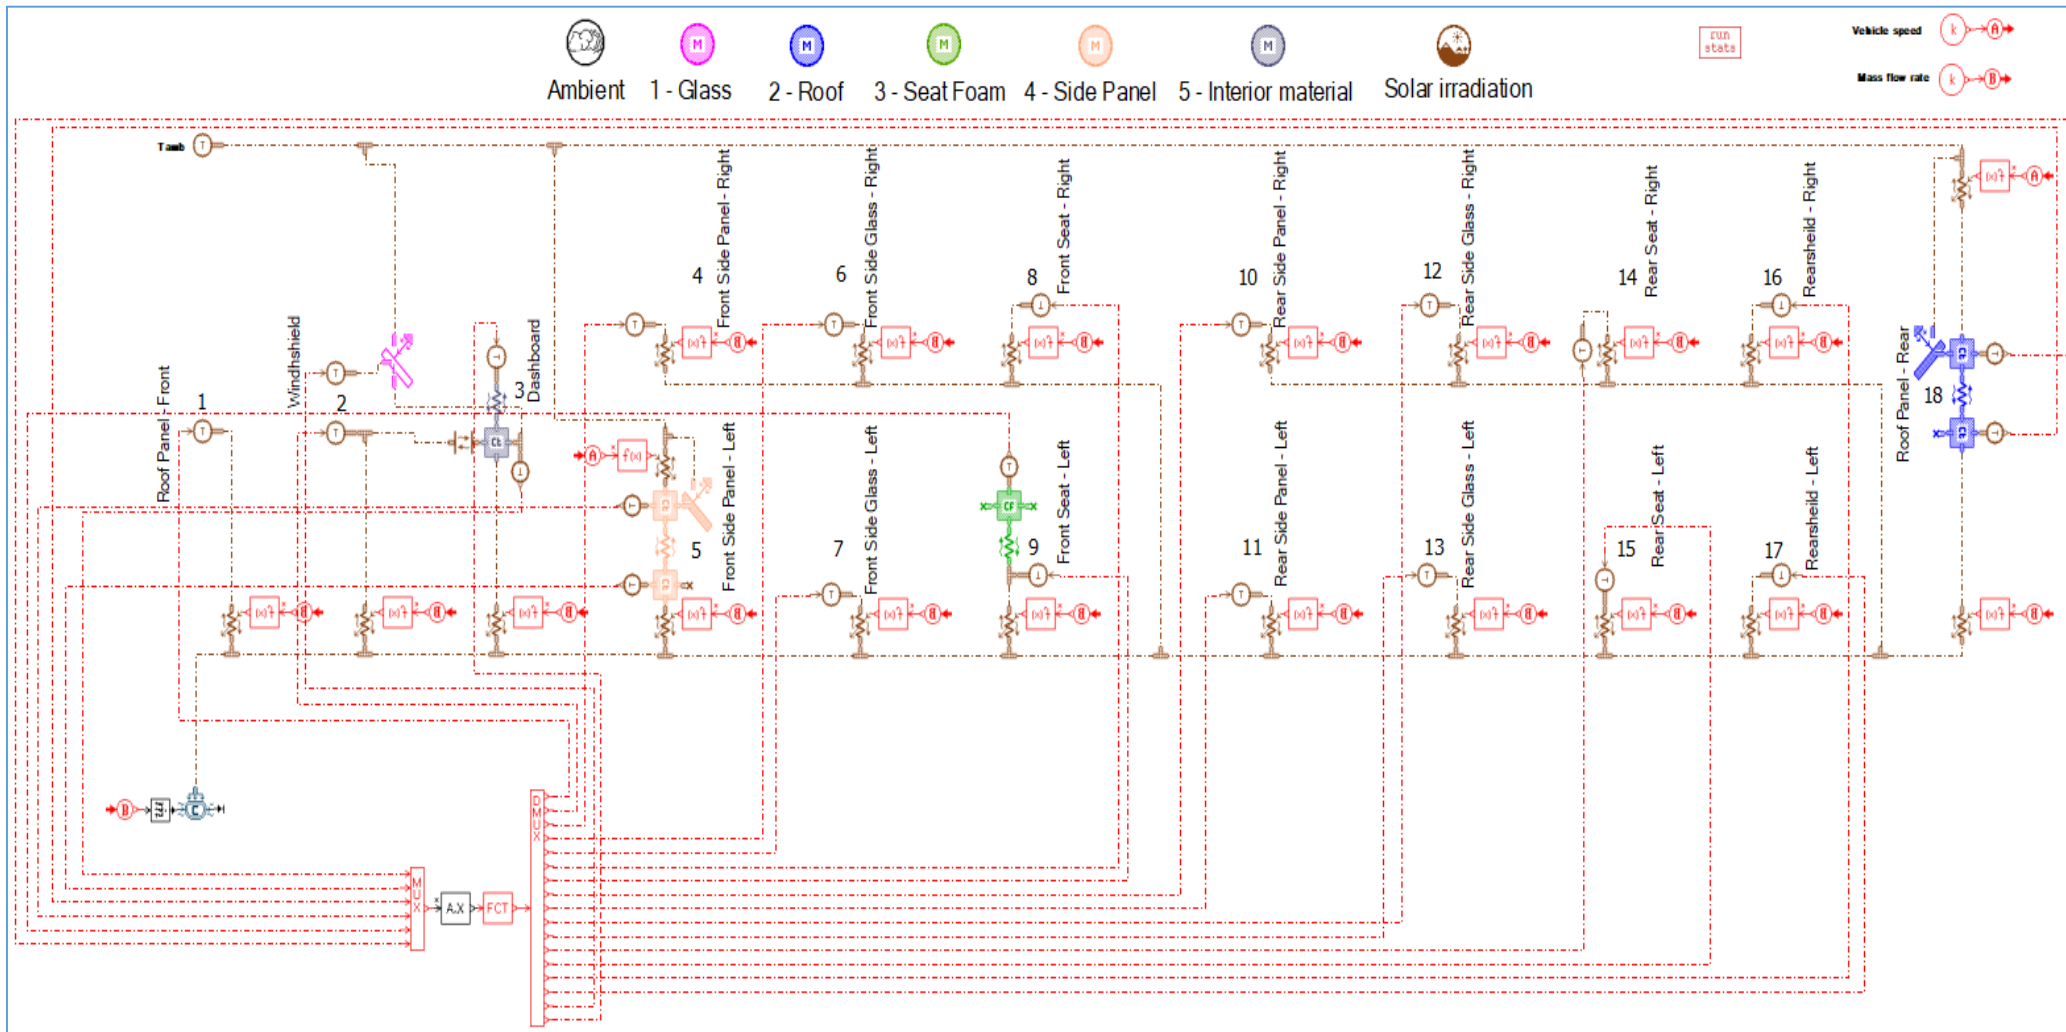 M
M
M
M
M
run
stats
Vehicle speed
k
A
Mass flow rate
k
B
Ambient
1 - Glass
2 - Roof
3 - Seat Foam
4 - Side Panel
5 - Interior material
Solar irradiation
Tamb
T
Roof Panel - Front
1
Windhshield
2
3
Dashboard
4
Front Side Panel - Right
6
Front Side Glass - Right
8
Front Seat - Right
10
Rear Side Panel - Right
12
Rear Side Glass - Right
14
Rear Seat - Right
16
Rearsheild - Right
Roof Panel - Rear
18
5
Front Side Panel - Left
7
Front Side Glass - Left
9
Front Seat - Left
11
Rear Side Panel - Left
13
Rear Side Glass - Left
15
Rear Seat - Left
17
Rearsheild - Left
A
f(x)
B
C
MUX
A.X
FCT
DMUX